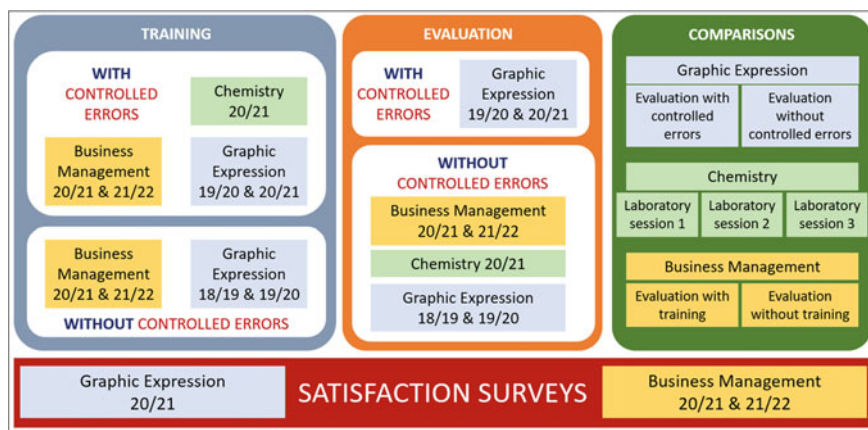 TRAINING
WITH
CONTROLLED
ERRORS
Chemistry
20/21
Business
Management
20/21 & 21/22
Graphic
Expression
19/20 & 20/21
Business
Management
20/21 & 21/22
Graphic
Expression
18/19 & 19/20
WITHOUT CONTROLLED ERRORS
EVALUATION
WITH
CONTROLLED
ERRORS
Graphic
Expression
19/20 & 20/21
WITHOUT
CONTROLLED ERRORS
Business Management
20/21 & 21/22
Chemistry 20/21
Graphic Expression
18/19 & 19/20
COMPARISONS
Graphic Expression
Evaluation with
controlled
errors
Evaluation
without
controlled errors
Chemistry
Laboratory
session 1
Laboratory
session 2
Laboratory
session 3
Business Management
Evaluation with
training
Evaluation
without training
Graphic Expression
20/21
SATISFACTION SURVEYS
Business Management
20/21 & 21/22